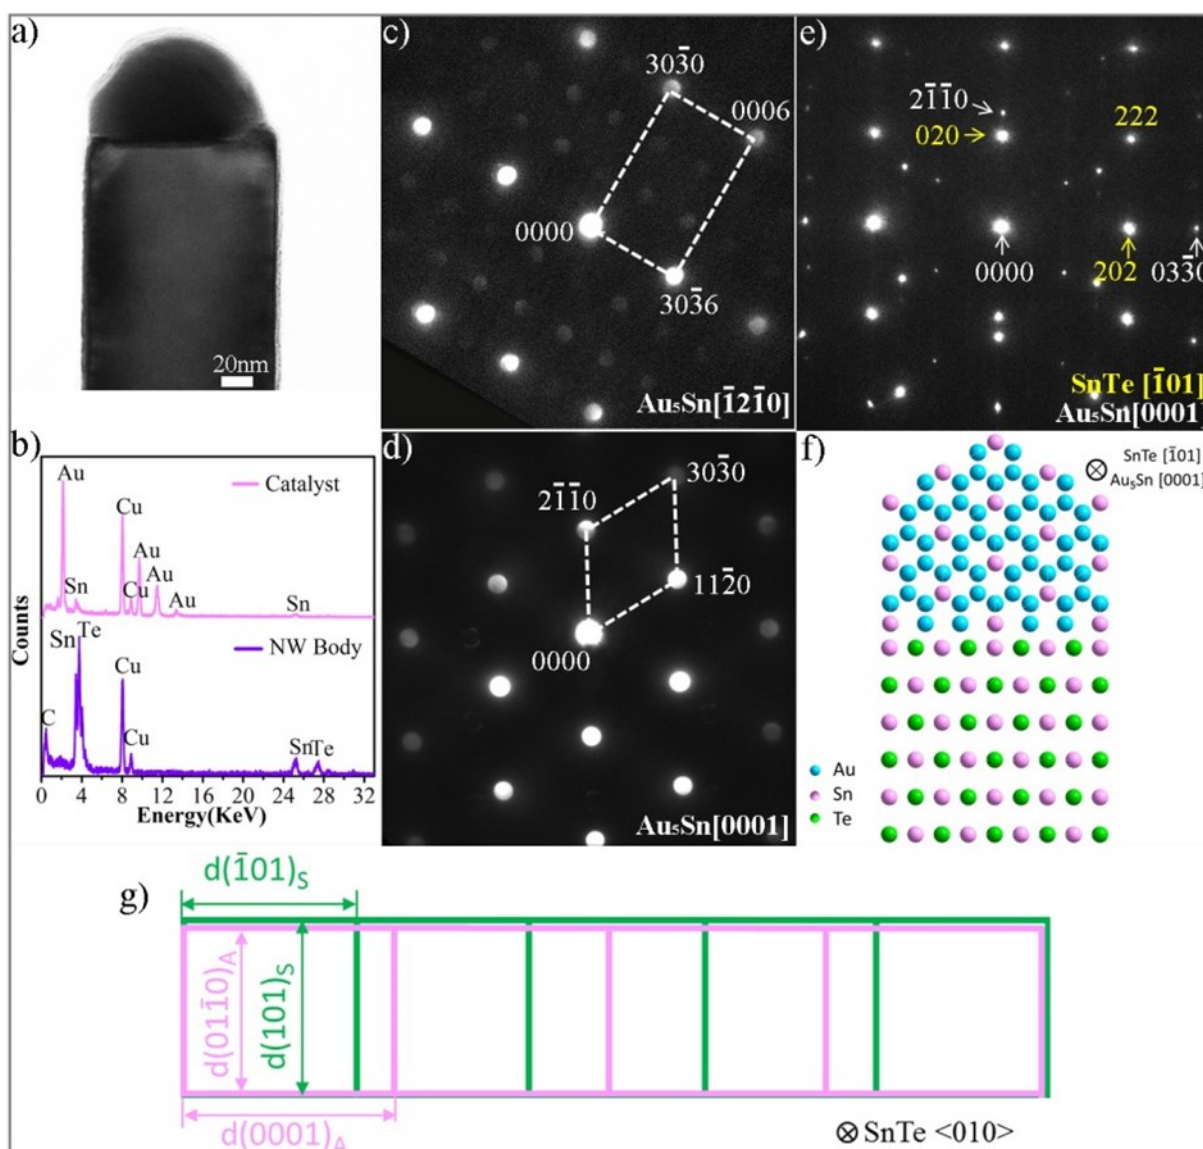 a)
20nm
b)
Au
Catalyst
Cu
Au
Sn
Cu
Au
Au
Sn
Sn
Te
NW Body
Cu
C
Cu
Sn
Te
Counts
0 4 8 12 16 20 24 28 32
Energy(KeV)
c)
303̄0
0006
0000
303̄6
Au₅Sn[1̄21̄0]
d)
303̄0
21̄1̄0
112̄0
0000
Au₅Sn[0001]
e)
21̄1̄0
020
222
0000
202
033̄0
SnTe [1̄01]
Au₅Sn[0001]
f)
SnTe [1̄01]
Au₅Sn [0001]
Au
Sn
Te
g)
d(1̄01)S
d(011̄0)A
d(101)S
d(0001)A
⊗ SnTe <010>